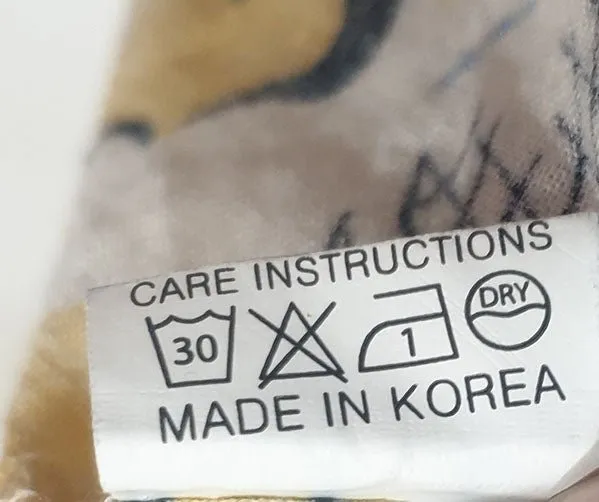 CARE INSTRUCTIONS
30 1 DRY
MADE IN KOREA